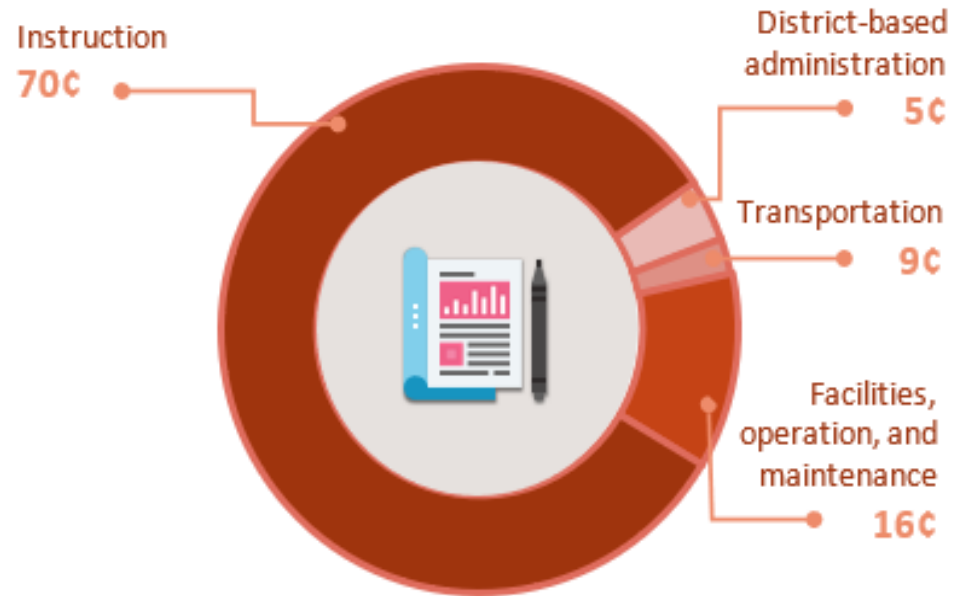 Instruction
70¢
District-based
administration
5¢
Transportation
9¢
Facilities,
operation, and
maintenance
16¢